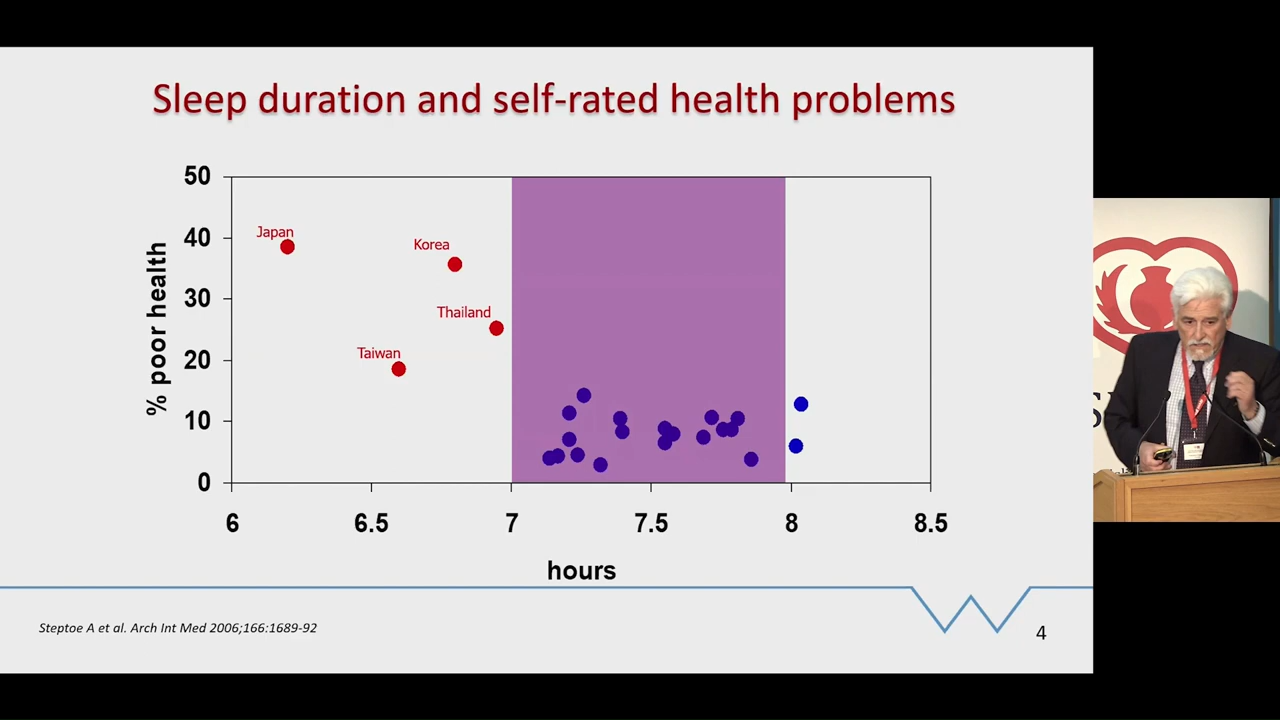 Sleep duration and self-rated health problems
50
40
30
20
10
0
% poor health
Japan
Korea
Thailand
Taiwan
6
6.5
7
7.5
8
8.5
hours
Steptoe A et al. Arch Int Med 2006;166:1689-92
4